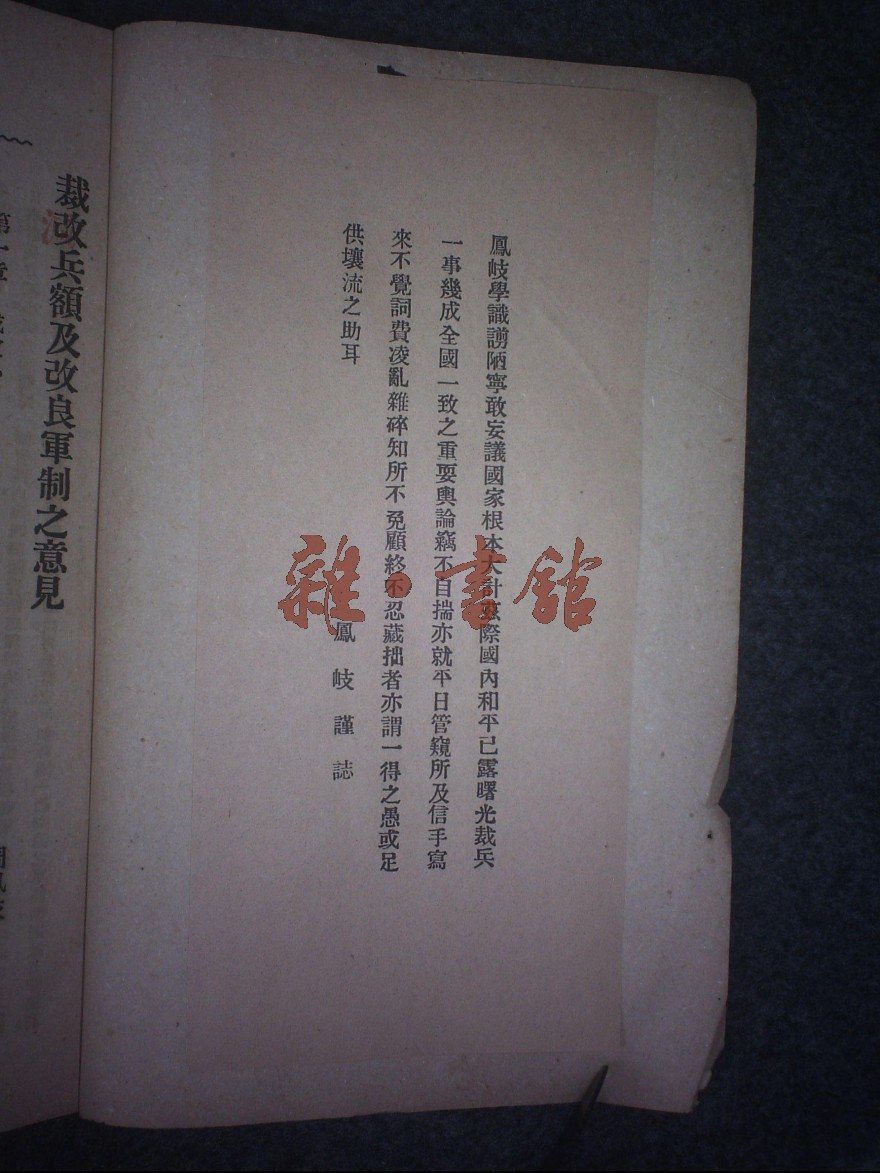 鳳岐學識謭陋寧敢妄議國家根本大計茲際國內和平已露曙光裁兵
一事幾成全國一致之重要輿論竊不自揣亦就平日管窺所及信手寫
來不覺詞費凌亂雜碎知所不免顧終不忍藏拙者亦謂一得之愚或足
供壤流之助耳
鳳岐謹誌
雜·書館
裁改兵額及改良軍制之意見
第一章